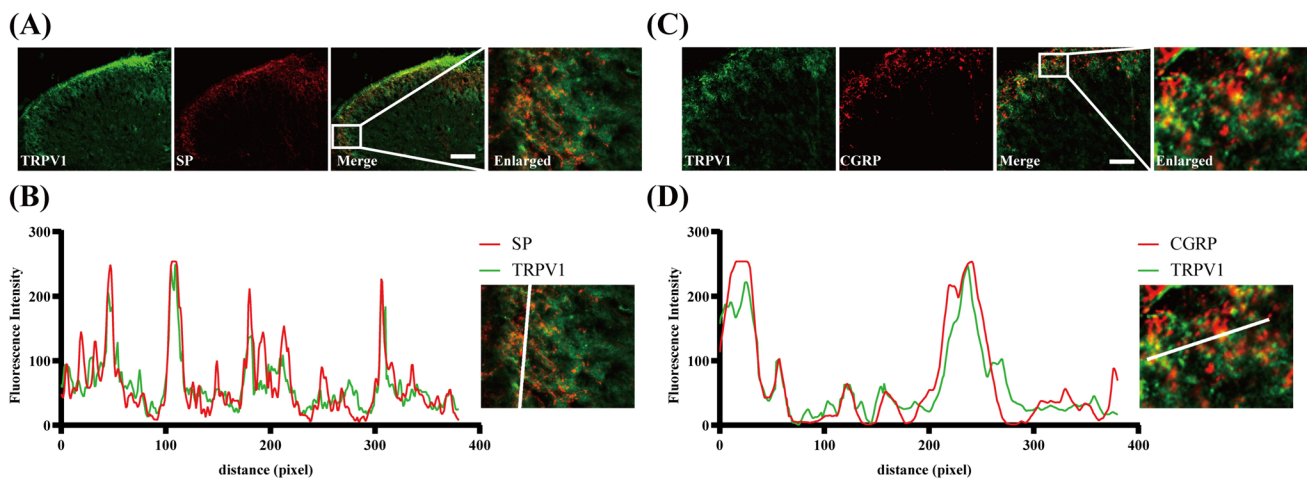 (A)
TRPV1
SP
Merge
Enlarged
(B)
300
200
100
0
0
100
200
300
400
Fluorescence Intensity
distance (pixel)
SP
TRPV1
(C)
TRPV1
CGRP
Merge
Enlarged
(D)
300
200
100
0
0
100
200
300
400
Fluorescence Intensity
distance (pixel)
CGRP
TRPV1